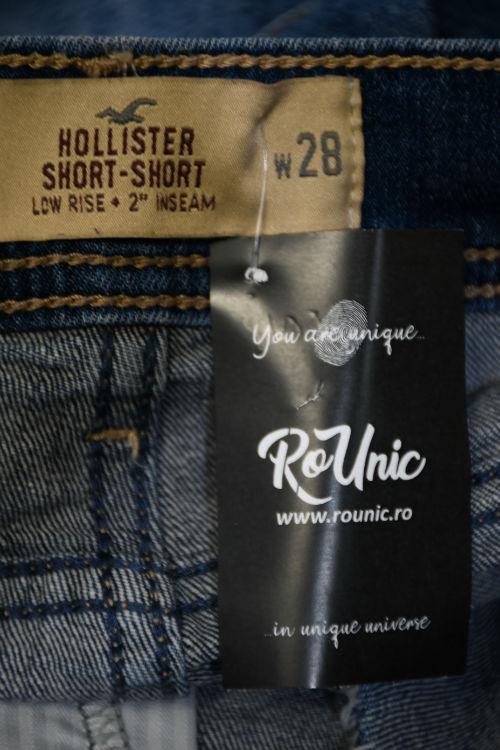 HOLLISTER
SHORT-SHORT
LOW RISE • 2" INSEAM
W 28
You are unique...
RoUnic
www.rounic.ro
...in unique universe